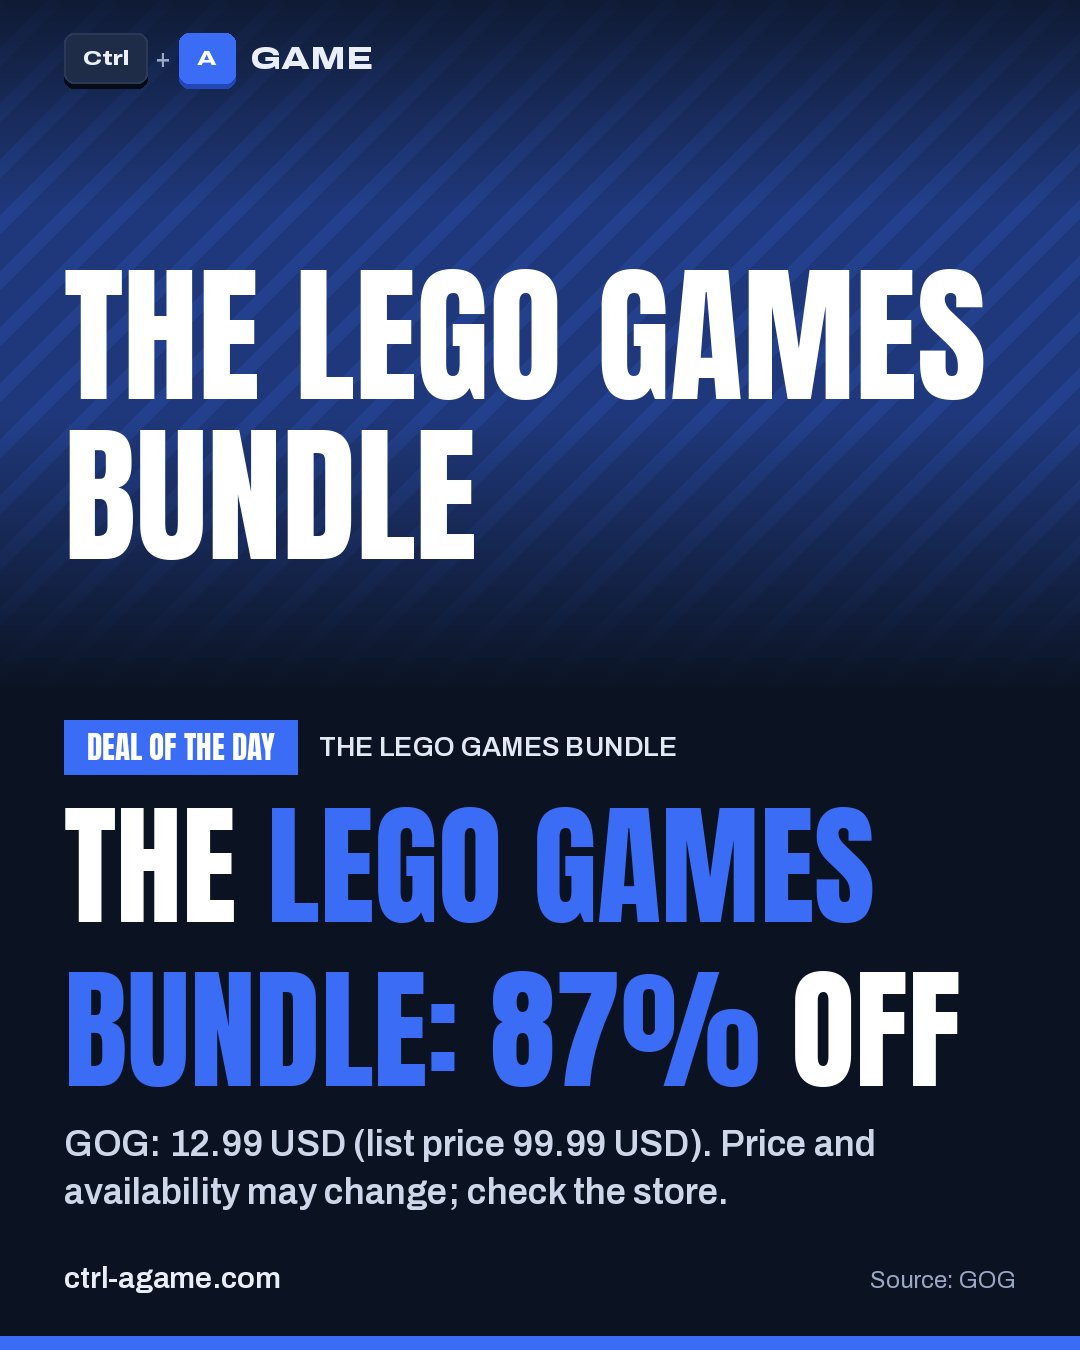 Ctrl + A GAME
THE LEGO GAMES
BUNDLE
DEAL OF THE DAY THE LEGO GAMES BUNDLE
THE LEGO GAMES
BUNDLE: 87% OFF
GOG: 12.99 USD (list price 99.99 USD). Price and
availability may change; check the store.
ctrl-agame.com Source: GOG